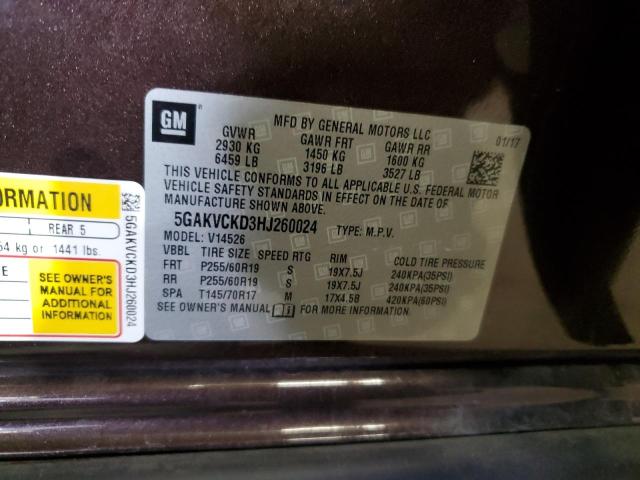 GM
MFD BY GENERAL MOTORS LLC
01/17
GVWR GAWR FRT GAWR RR
2930 KG 1450 KG 1600 KG
6459 LB 3196 LB 3527 LB
THIS VEHICLE CONFORMS TO ALL APPLICABLE U.S. FEDERAL MOTOR
VEHICLE SAFETY STANDARDS IN EFFECT ON THE DATE OF
MANUFACTURE SHOWN ABOVE.
5GAKVCKD3HJ260024 TYPE: M.P.V.
MODEL: V14526
VBBL TIRE SIZE SPEED RTG RIM COLD TIRE PRESSURE
FRT P255/60R19 S 19X7.5J 240KPA(35PSI)
RR P255/60R19 S 19X7.5J 240KPA(35PSI)
SPA T145/70R17 M 17X4.5B 420KPA(60PSI)
SEE OWNER'S MANUAL i FOR MORE INFORMATION.
FORMATION
REAR 5
54 kg or 1441 lbs.
SEE OWNER'S
MANUAL FOR
ADDITIONAL
INFORMATION
5GAKVCKD3HJ260024